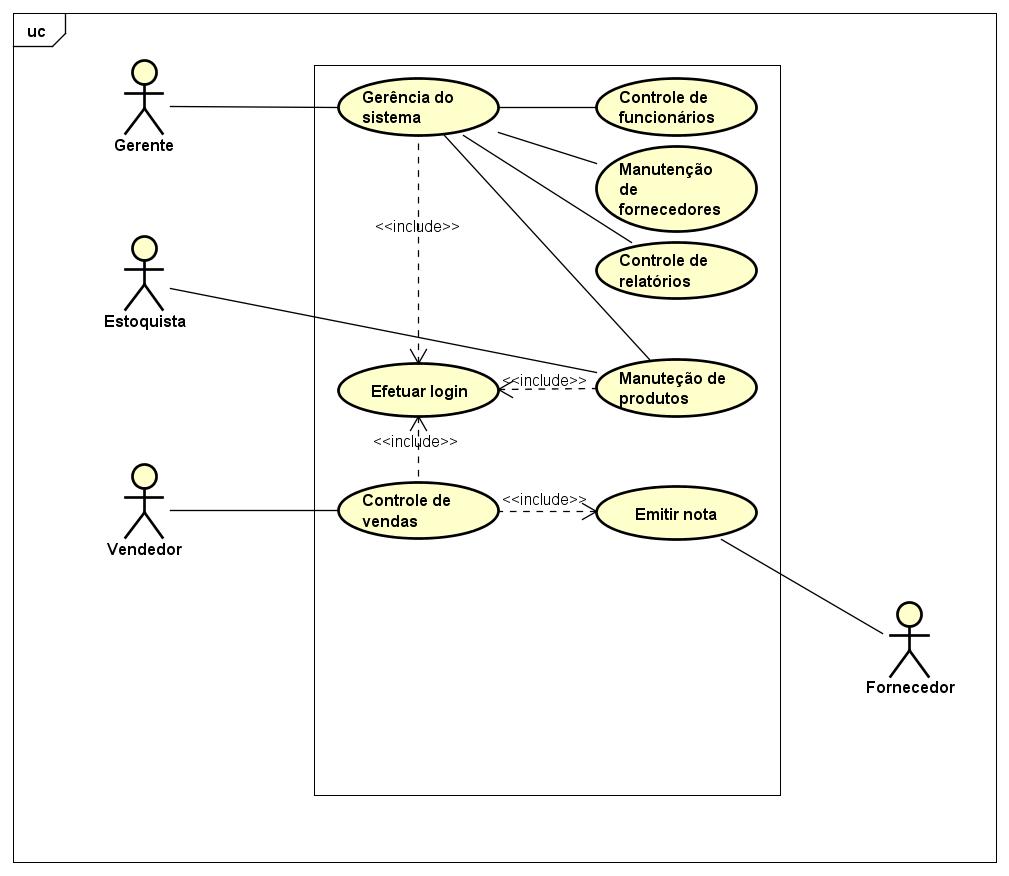 uc
Gerente
Gerência do
sistema
Controle de
funcionários
Manutenção
de
fornecedores
Controle de
relatórios
<<include>>
Estoquista
Efetuar login
<<include>>
Manuteção de
produtos
<<include>>
Vendedor
Controle de
vendas
<<include>>
Emitir nota
Fornecedor